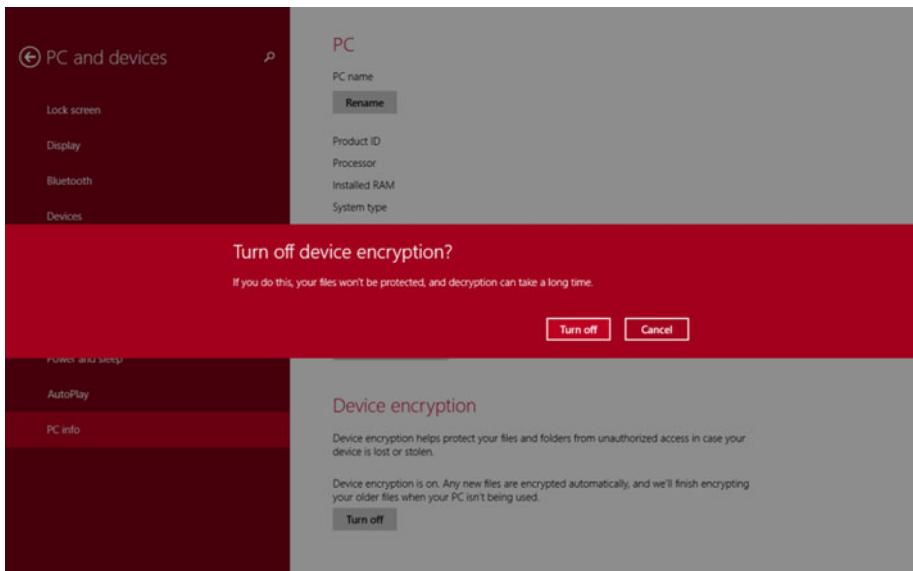 PC and devices
Lock screen
Display
Bluetooth
Devices
Power and sleep
AutoPlay
PC info
PC
PC name
Rename
Product ID
Processor
Installed RAM
System type
Turn off device encryption?
If you do this, your files won't be protected, and decryption can take a long time.
Turn off
Cancel
Device encryption
Device encryption helps protect your files and folders from unauthorized access in case your
device is lost or stolen.
Device encryption is on. Any new files are encrypted automatically, and we'll finish encrypting
your older files when your PC isn't being used.
Turn off